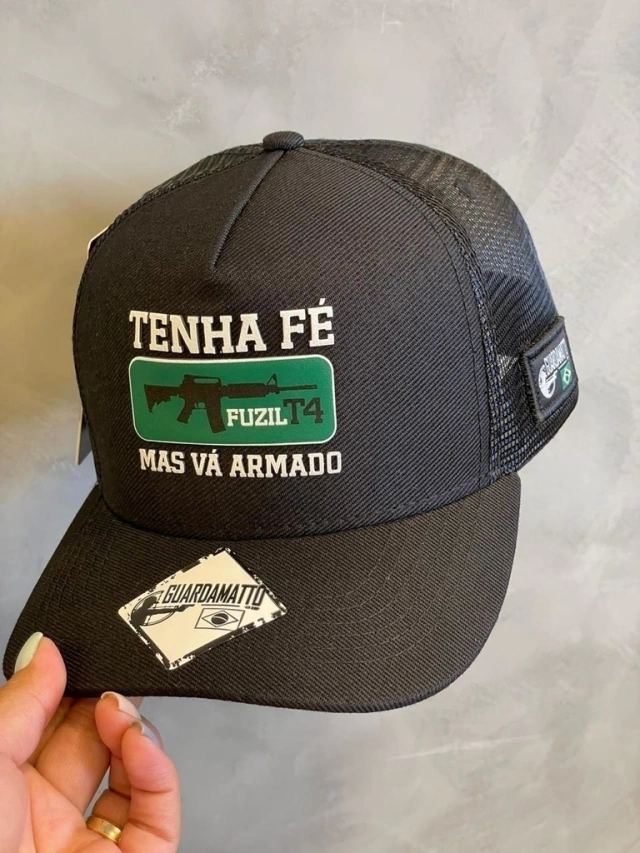 TENHA FÉ
FUZIL T4
MAS VÁ ARMADO
GUARDAMATTO